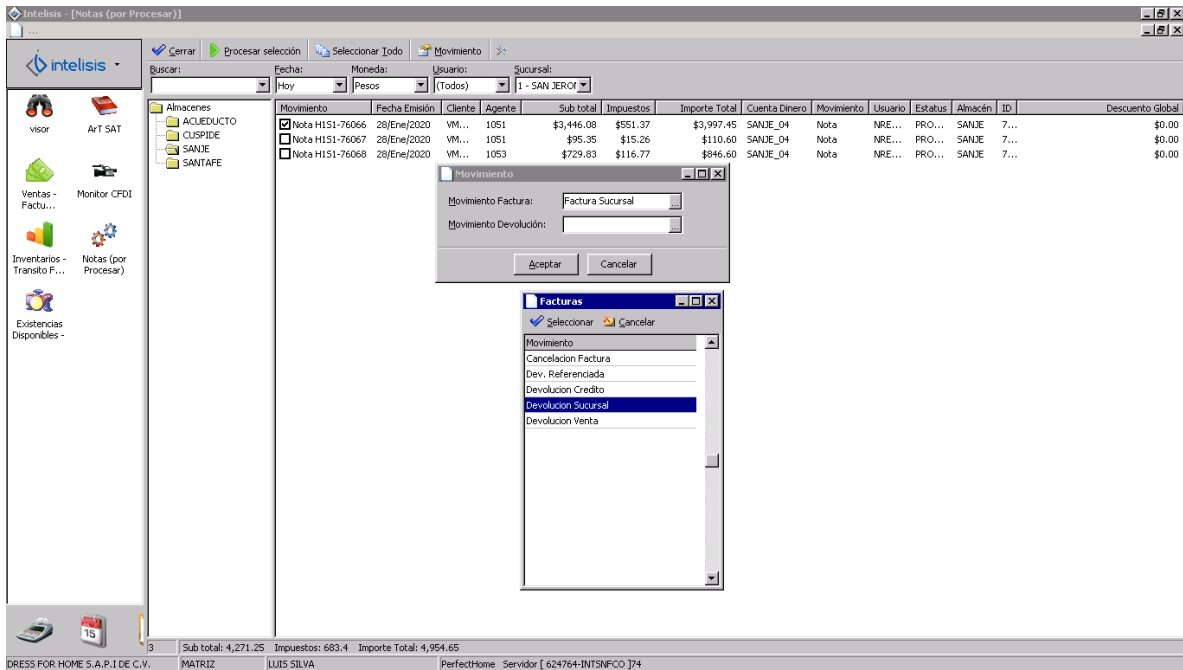 Intelisis - [Notas (por Procesar)]
...
intelisis
Cerrar Procesar selección Seleccionar Todo Movimiento
Buscar: Fecha: Moneda: Usuario: Sucursal:
Hoy Pesos (Todos) 1 - SAN JEROI
visor ArT SAT
Ventas - Factu... Monitor CFDI
Inventarios - Transito F... Notas (por Procesar)
Existencias Disponibles -
Almacenes
ACUEDUCTO
CUSPIDE
SANJE
SANTAFE
Movimiento Fecha Emisión Cliente Agente Sub total Impuestos Importe Total Cuenta Dinero Movimiento Usuario Estatus Almacén ID Descuento Global
Nota H1S1-76066 28/Ene/2020 VM... 1051 $3,446.08 $551.37 $3,997.45 SANJE_04 Nota NRE... PRO... SANJE 7... $0.00
Nota H1S1-76067 28/Ene/2020 VM... 1051 $95.35 $15.26 $110.60 SANJE_04 Nota NRE... PRO... SANJE 7... $0.00
Nota H1S1-76068 28/Ene/2020 VM... 1053 $729.83 $116.77 $846.60 SANJE_04 Nota NRE... PRO... SANJE 7... $0.00
Movimiento
Movimiento Factura: Factura Sucursal ...
Movimiento Devolución: ...
Aceptar Cancelar
Facturas
Seleccionar Cancelar
Movimiento
Cancelacion Factura
Dev. Referenciada
Devolucion Credito
Devolucion Sucursal
Devolucion Venta
15
3 Sub total: 4,271.25 Impuestos: 683.4 Importe Total: 4,954.65
DRESS FOR HOME S.A.P.I DE C.V. MATRIZ LUIS SILVA PerfectHome Servidor [ 624764-INTSNFCO ]74